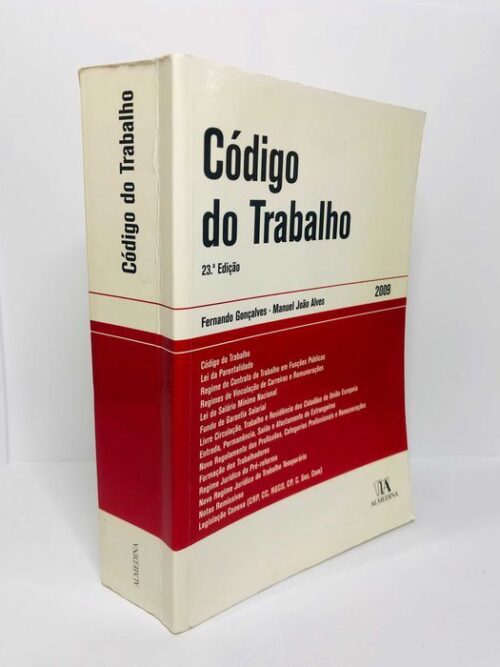 Código do Trabalho
ALMEDINA
Código
do Trabalho
23.ª Edição
Fernando Gonçalves - Manuel João Alves
2009
Código do Trabalho
Lei da Parentalidade
Regime do Contrato de Trabalho em Funções Públicas
Regimes de Vinculação de Carreiras e Remunerações
Lei do Salário Mínimo Nacional
Fundo de Garantia Salarial
Livre Circulação, Trabalho e Residência dos Cidadãos da União Europeia
Entrada, Permanência, Saída e Afastamento de Estrangeiros
Novo Regulamento das Profissões, Categorias Profissionais e Remunerações
Formação dos Trabalhadores
Regime Jurídico da Pré-reforma
Novo Regime Jurídico do Trabalho Temporário
Notas Remissivas
Legislação Conexa (CRP, CC, RGCO, CP, C. Soc. Com)
ALMEDINA